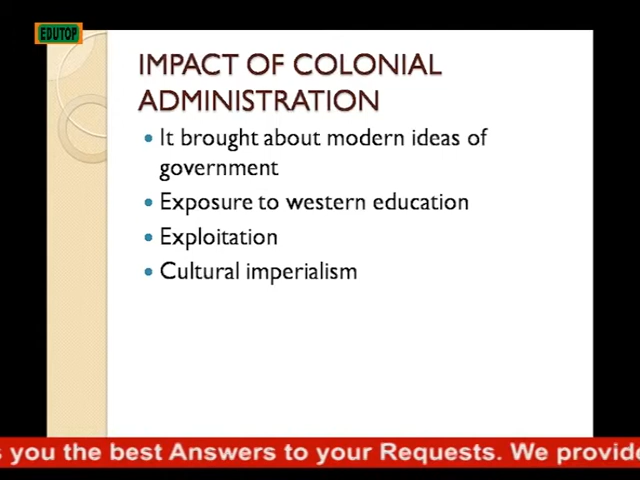 EDUTOP
IMPACT OF COLONIAL
ADMINISTRATION
• It brought about modern ideas of
government
• Exposure to western education
• Exploitation
• Cultural imperialism
s you the best Answers to your Requests. We provide